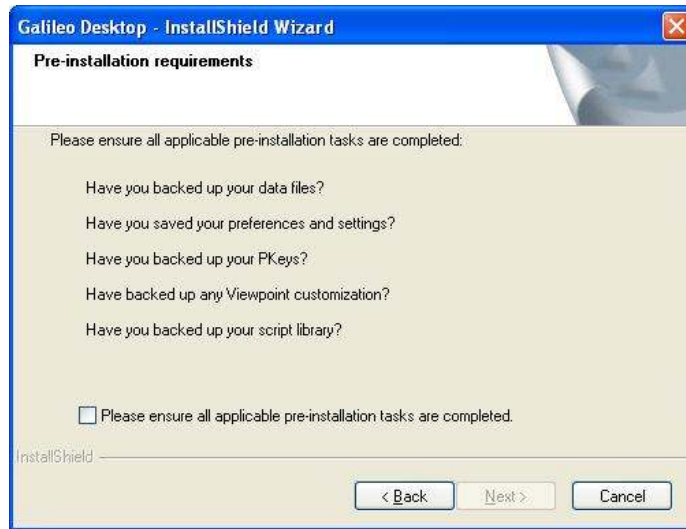 Galileo Desktop - InstallShield Wizard
Pre-installation requirements
Please ensure all applicable pre-installation tasks are completed:
Have you backed up your data files?
Have you saved your preferences and settings?
Have you backed up your PKeys?
Have backed up any Viewpoint customization?
Have you backed up your script library?
Please ensure all applicable pre-installation tasks are completed.
InstallShield
< Back Next > Cancel